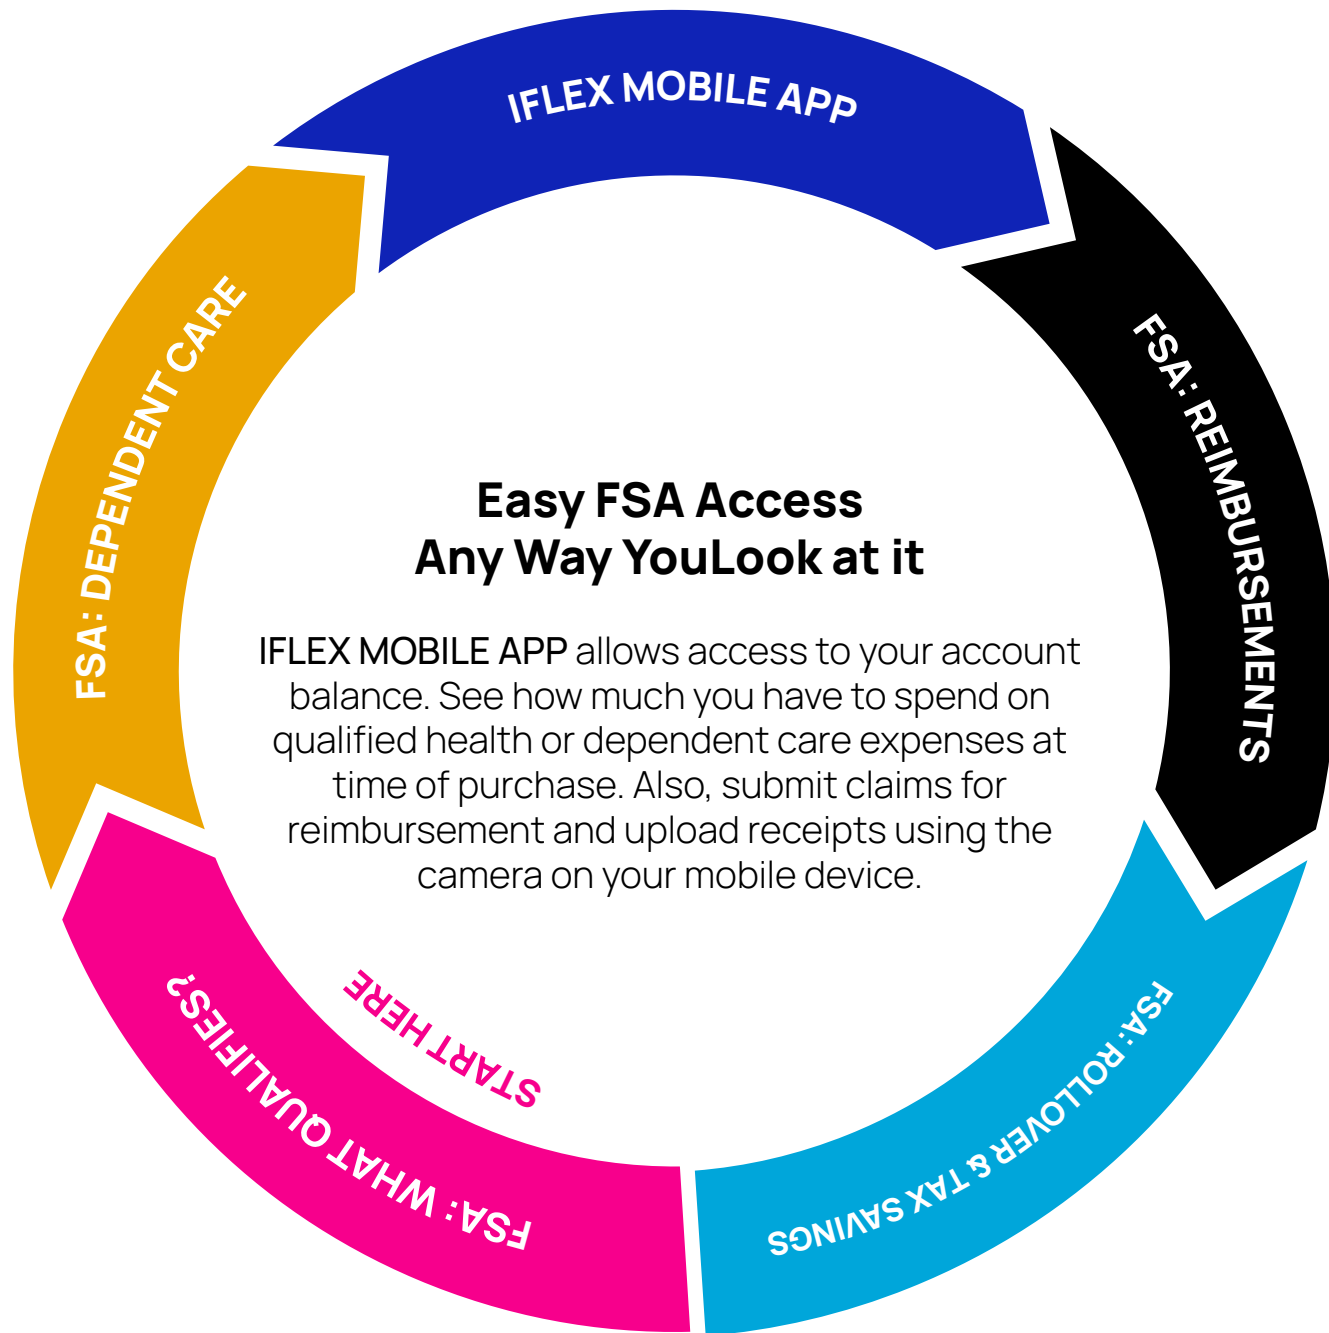 IFLEX MOBILE APP
FSA: REIMBURSEMENTS
FSA: ROLLOVER & TAX SAVINGS
FSA: WHAT QUALIFIES?
FSA: DEPENDENT CARE
Easy FSA Access
Any Way YouLook at it
IFLEX MOBILE APP allows access to your account
balance. See how much you have to spend on
qualified health or dependent care expenses at
time of purchase. Also, submit claims for
reimbursement and upload receipts using the
camera on your mobile device.
START HERE